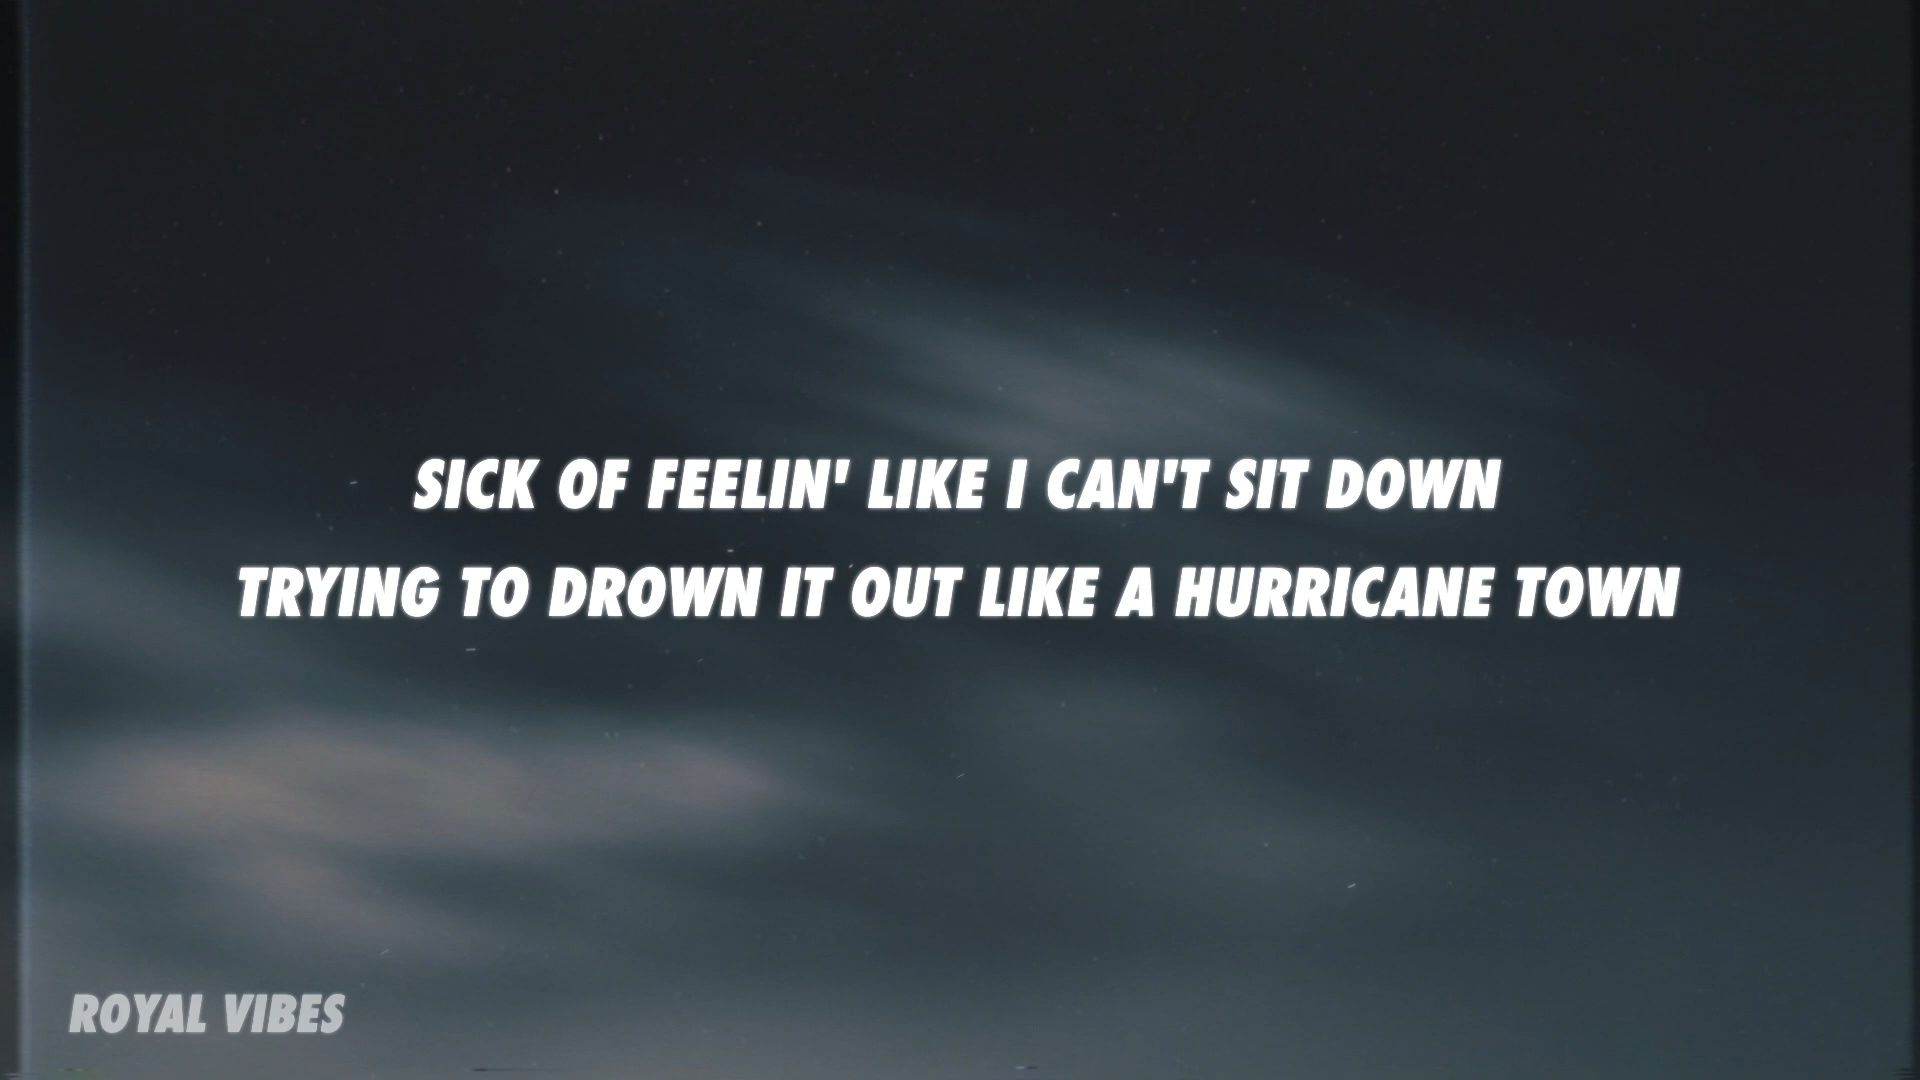 SICK OF FEELIN' LIKE I CAN'T SIT DOWN
TRYING TO DROWN IT OUT LIKE A HURRICANE TOWN
ROYAL VIBES